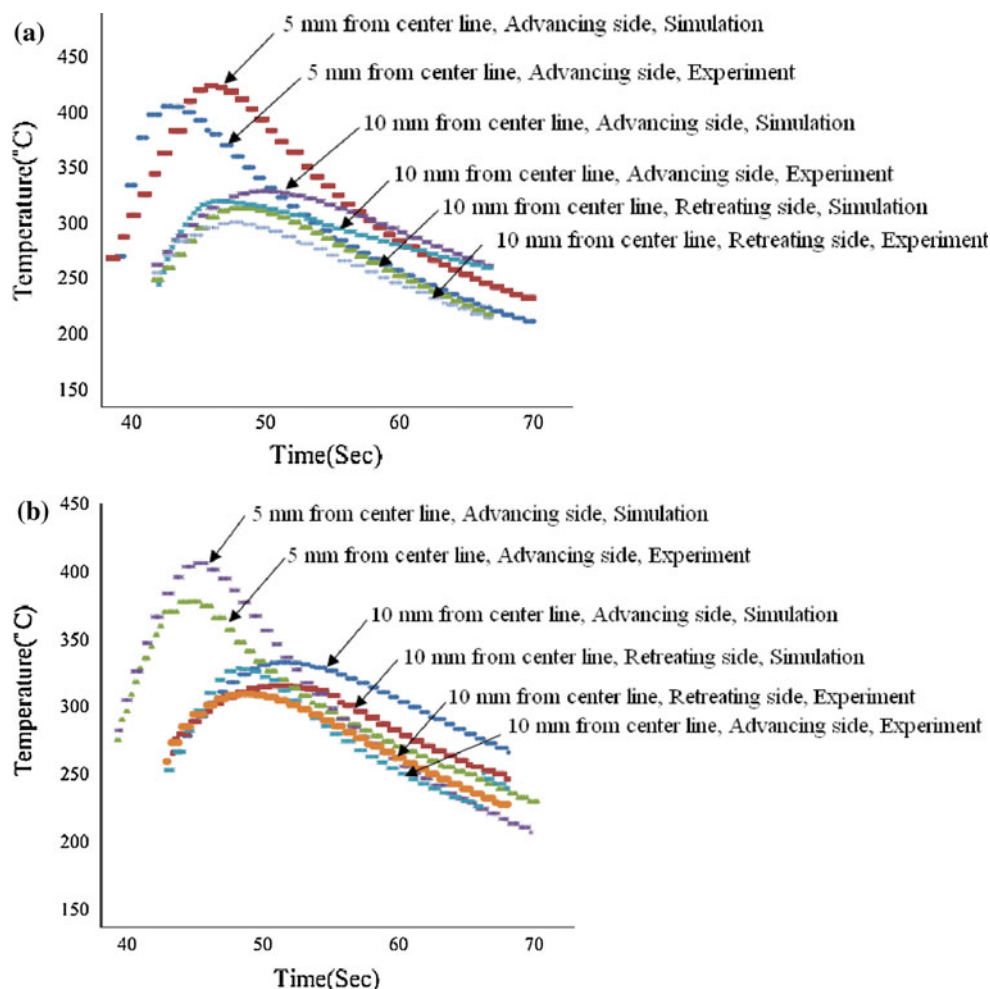 (a)
5 mm from center line, Advancing side, Simulation
450
5 mm from center line, Advancing side, Experiment
400
10 mm from center line, Advancing side, Simulation
350
10 mm from center line, Advancing side, Experiment
300
10 mm from center line, Retreating side, Simulation
10 mm from center line, Retreating side, Experiment
250
200
150
Temperature(°C)
40 50 60 70
Time(Sec)
(b)
450
5 mm from center line, Advancing side, Simulation
5 mm from center line, Advancing side, Experiment
400
10 mm from center line, Advancing side, Simulation
350
10 mm from center line, Retreating side, Simulation
10 mm from center line, Retreating side, Experiment
300
10 mm from center line, Advancing side, Experiment
250
200
150
Temperature(°C)
40 50 60 70
Time(Sec)